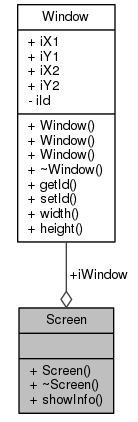 Window
+ iX1
+ iY1
+ iX2
+ iY2
- iId
+ Window()
+ Window()
+ Window()
+ ~Window()
+ getId()
+ setId()
+ width()
+ height()
+iWindow
Screen
+ Screen()
+ ~Screen()
+ showInfo()